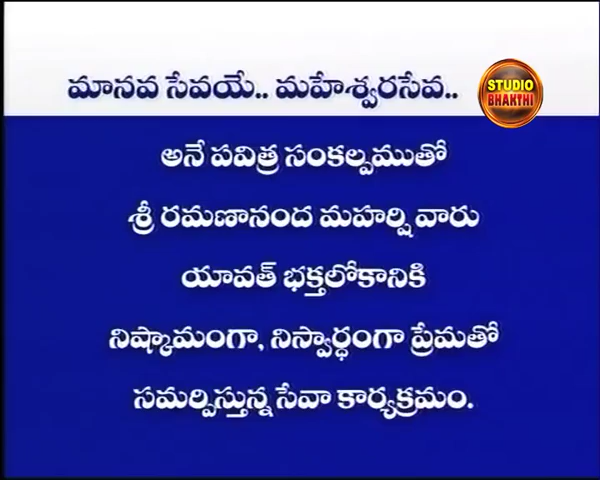 మానవ సేవయే.. మహేశ్వరసేవ..
STUDIO
BHAKTHI
అనే పవిత్ర సంకల్పముతో
శ్రీ రమణానంద మహర్షి వారు
యావత్ భక్తలోకానికి
నిష్కామంగా, నిస్వార్ధంగా ప్రేమతో
సమర్పిస్తున్న సేవా కార్యక్రమం.